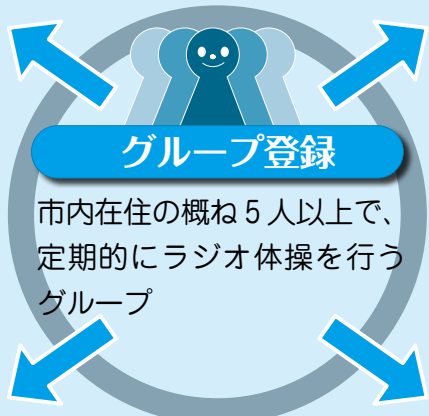 グループ登録
市内在住の概ね5人以上で、
定期的にラジオ体操を行う
グループ